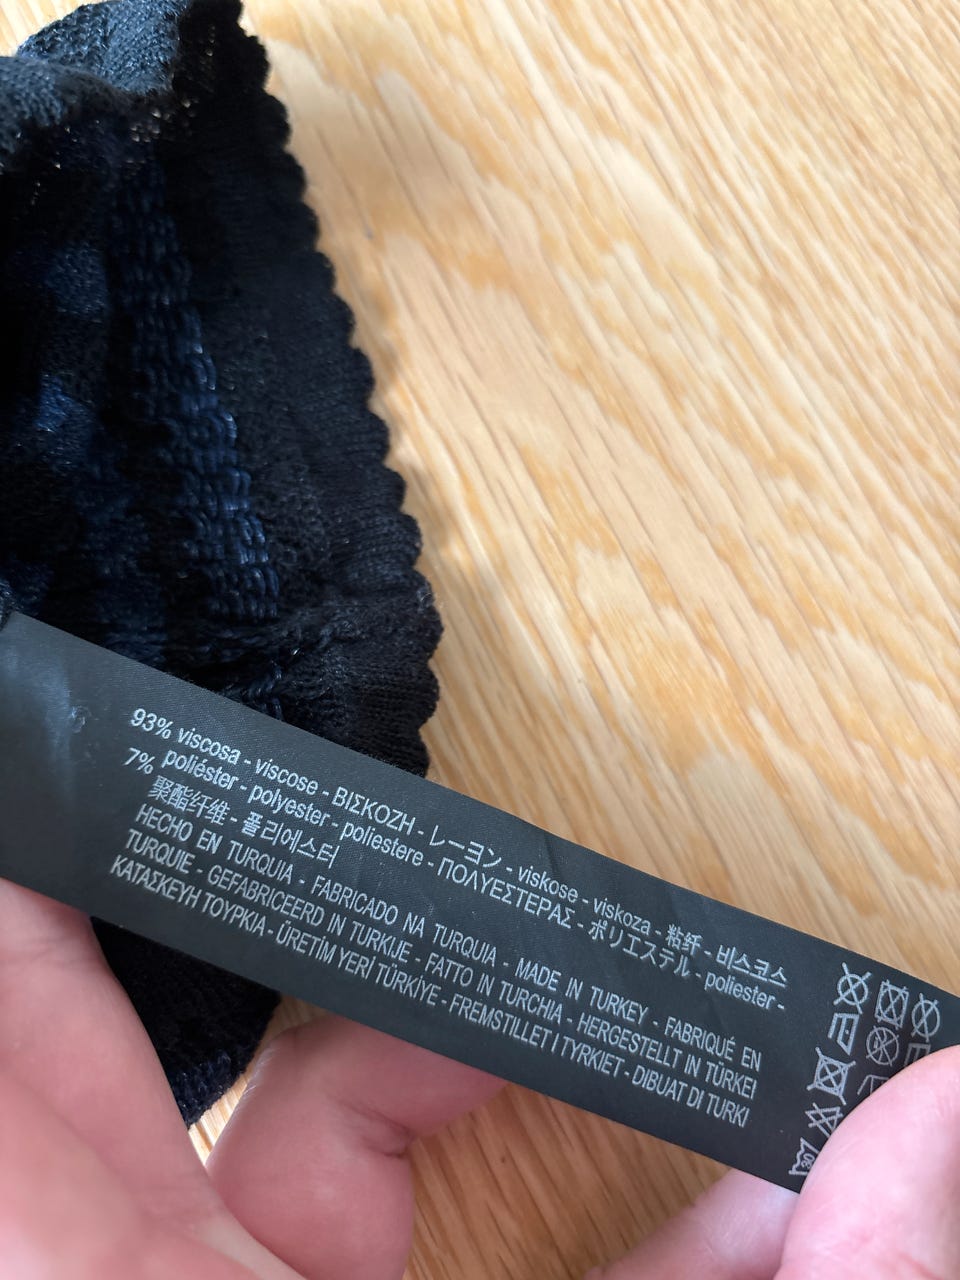 93% viscosa - viscose - ΒΙΣΚΟΖΗ - レーヨン - viskose - viskoza - 粘纤 - 비스코스
7% poliéster - polyester - poliestere - ΠΟΛΥΕΣΤΕΡΑΣ - ポリエステル - poliester -
聚酯纤维 - 폴리에스터
HECHO EN TURQUIA - FABRICADO NA TURQUIA - MADE IN TURKEY - FABRIQUÉ EN
TURQUIE - GEFABRICEERD IN TURKIJE - FATTO IN TURCHIA - HERGESTELLT IN TÜRKEI
ΚΑΤΑΣΚΕΥΗ ΤΟΥΡΚΙΑ - ÜRETİM YERİ TÜRKİYE - FREMSTILLET I TYRKIET - DIBUAT DI TURKI
30